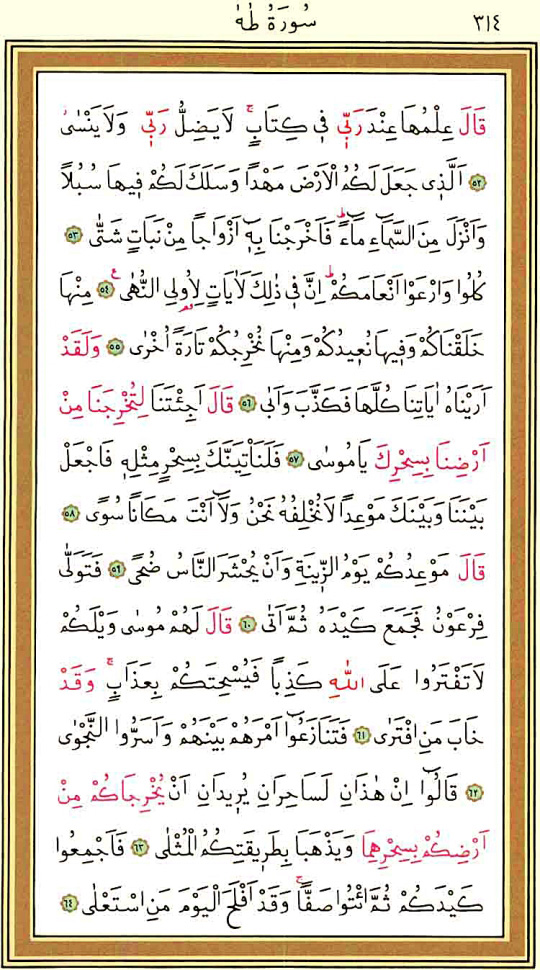 سُورَةُ طٰهٰ ٣١٤
قَالَ عِلْمُهَا عِنْدَ رَبّ۪ي ف۪ي كِتَابٍۚ لَا يَضِلُّ رَبّ۪ي وَلَا يَنْسٰىۘ
﴿٥٢﴾ اَلَّذ۪ي جَعَلَ لَكُمُ الْاَرْضَ مَهْدًا وَسَلَكَ لَكُمْ ف۪يهَا سُبُلًا
وَاَنْزَلَ مِنَ السَّمَٓاءِ مَٓاءًۜ فَاَخْرَجْنَا بِه۪ٓ اَزْوَاجًا مِنْ نَبَاتٍ شَتّٰى ﴿٥٣﴾
كُلُوا وَارْعَوْا اَنْعَامَكُمْۜ اِنَّ ف۪ي ذٰلِكَ لَاٰيَاتٍ لِاُو۬لِي النُّهٰى۟ ﴿٥٤﴾ مِنْهَا
خَلَقْنَاكُمْ وَف۪يهَا نُع۪يدُكُمْ وَمِنْهَا نُخْرِجُكُمْ تَارَةً اُخْرٰى ﴿٥٥﴾ وَلَقَدْ
اَرَيْنَاهُ اٰيَاتِنَا كُلَّهَا فَكَذَّبَ وَاَبٰى ﴿٥٦﴾ قَالَ اَجِئْتَنَا لِتُخْرِجَنَا مِنْ
اَرْضِنَا بِسِحْرِكَ يَا مُوسٰى ﴿٥٧﴾ فَلَنَأْتِيَنَّكَ بِسِحْرٍ مِثْلِه۪ فَاجْعَلْ
بَيْنَنَا وَبَيْنَكَ مَوْعِدًا لَا نُخْلِفُهُ نَحْنُ وَلَٓا اَنْتَ مَكَانًا سُوًى ﴿٥٨﴾
قَالَ مَوْعِدُكُمْ يَوْمُ الزّ۪ينَةِ وَاَنْ يُحْشَرَ النَّاسُ ضُحًى ﴿٥٩﴾ فَتَوَلّٰى
فِرْعَوْنُ فَجَمَعَ كَيْدَهُ ثُمَّ اَتٰى ﴿٦٠﴾ قَالَ لَهُمْ مُوسٰى وَيْلَكُمْ
لَا تَفْتَرُوا عَلَى اللّٰهِ كَذِبًا فَيُسْحِتَكُمْ بِعَذَابٍۚ وَقَدْ
خَابَ مَنِ افْتَرٰى ﴿٦١﴾ فَتَنَازَعُٓوا اَمْرَهُمْ بَيْنَهُمْ وَاَسَرُّوا النَّجْوٰى
﴿٦٢﴾ قَالُٓوا اِنْ هٰذَانِ لَسَاحِرَانِ يُر۪يدَانِ اَنْ يُخْرِجَاكُمْ مِنْ
اَرْضِكُمْ بِسِحْرِهِمَا وَيَذْهَبَا بِطَر۪يقَتِكُمُ الْمُثْلٰى ﴿٦٣﴾ فَاَجْمِعُوا
كَيْدَكُمْ ثُمَّ ائْتُوا صَفًّاۚ وَقَدْ اَفْلَحَ الْيَوْمَ مَنِ اسْتَعْلٰى ﴿٦٤﴾